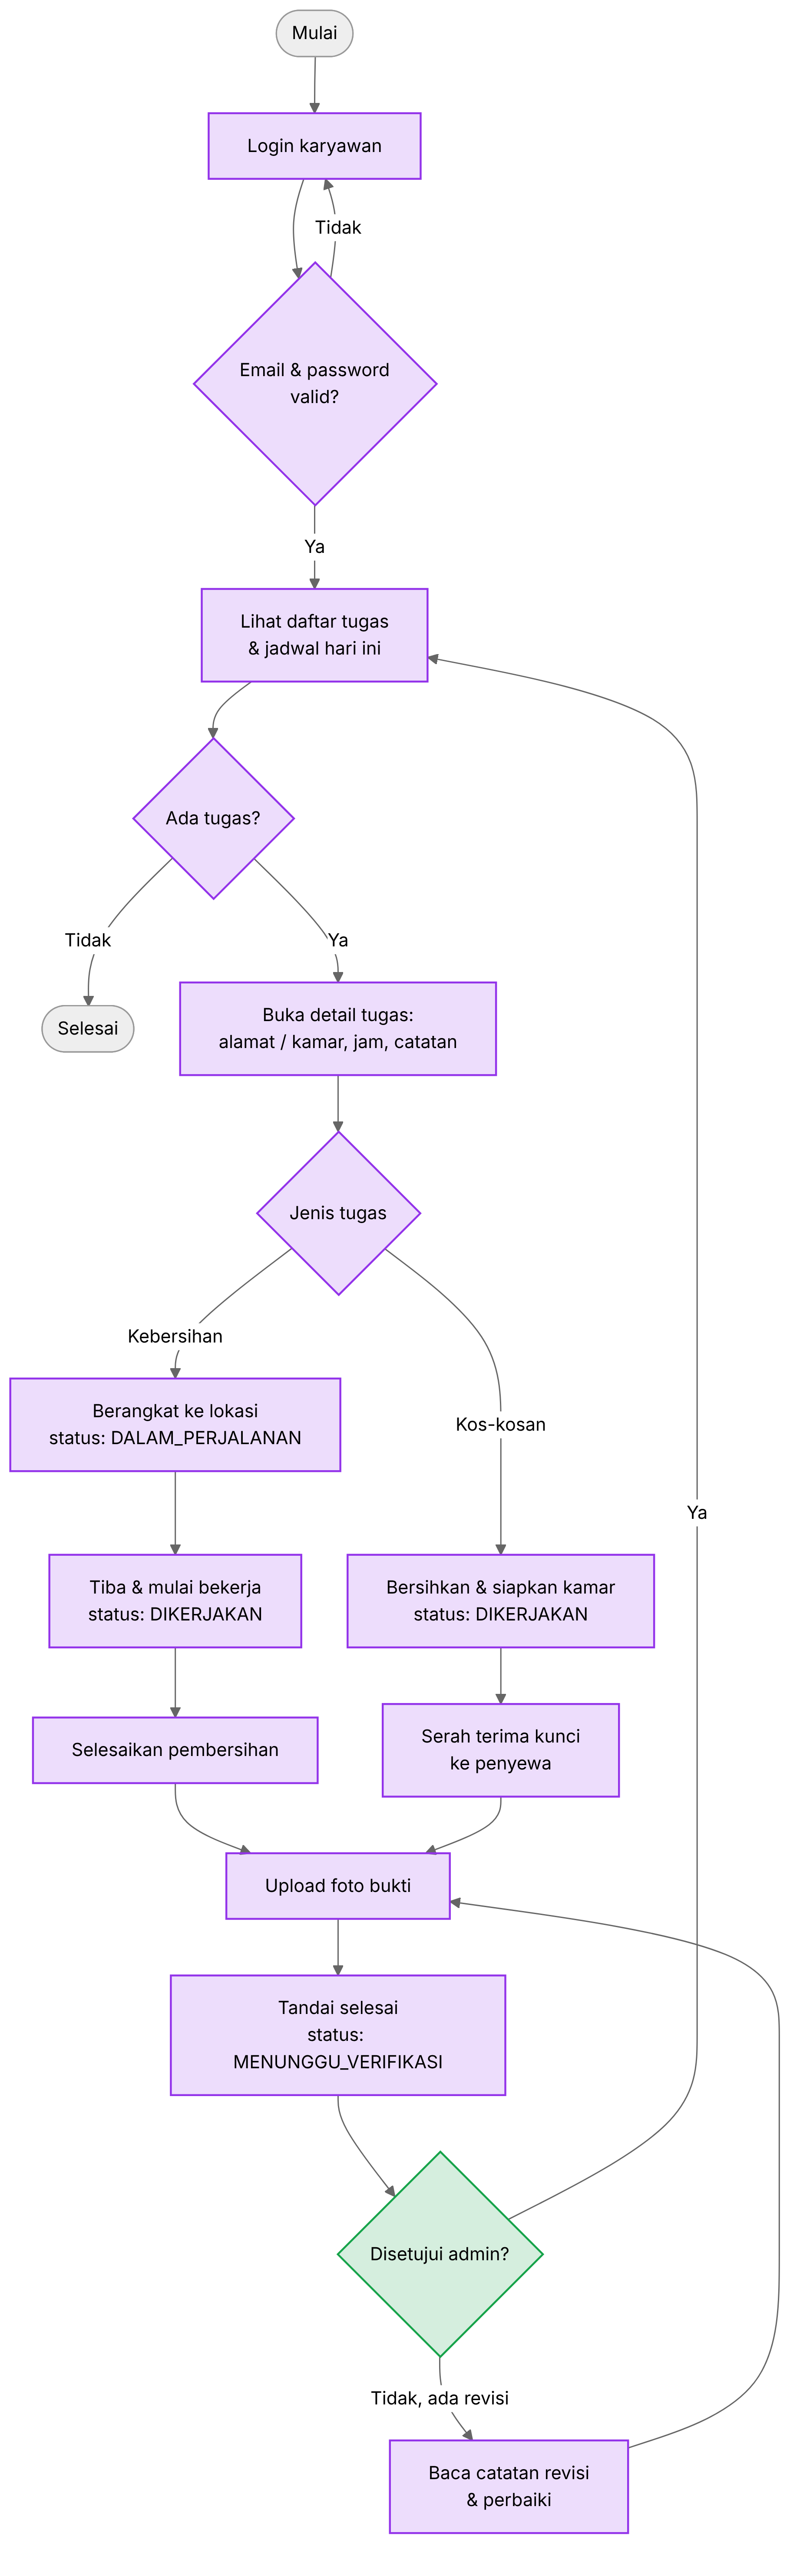 Mulai
Login karyawan
Tidak
Email & password
valid?
Ya
Lihat daftar tugas
& jadwal hari ini
Ada tugas?
Tidak
Ya
Selesai
Buka detail tugas:
alamat / kamar, jam, catatan
Jenis tugas
Kebersihan
Berangkat ke lokasi
status: DALAM_PERJALANAN
Kos-kosan
Ya
Tiba & mulai bekerja
status: DIKERJAKAN
Bersihkan & siapkan kamar
status: DIKERJAKAN
Selesaikan pembersihan
Serah terima kunci
ke penyewa
Upload foto bukti
Tandai selesai
status:
MENUNGGU_VERIFIKASI
Disetujui admin?
Tidak, ada revisi
Baca catatan revisi
& perbaiki